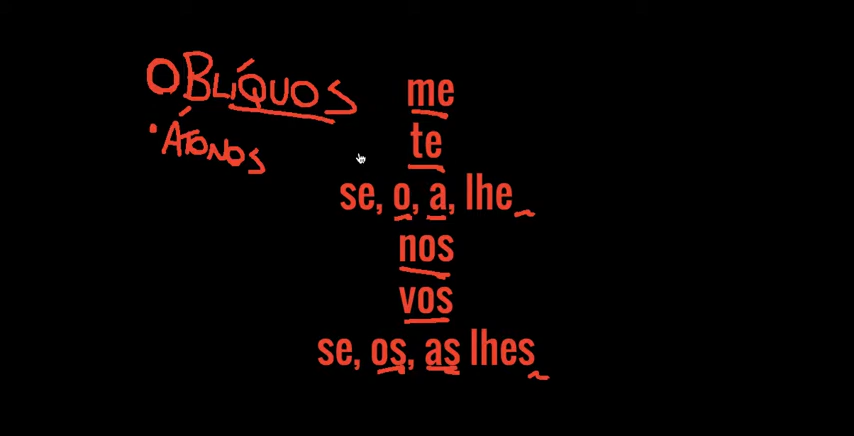 OBLÍQUOS
• ÁTONOS
me
te
se, o, a, lhe
nos
vos
se, os, as lhes